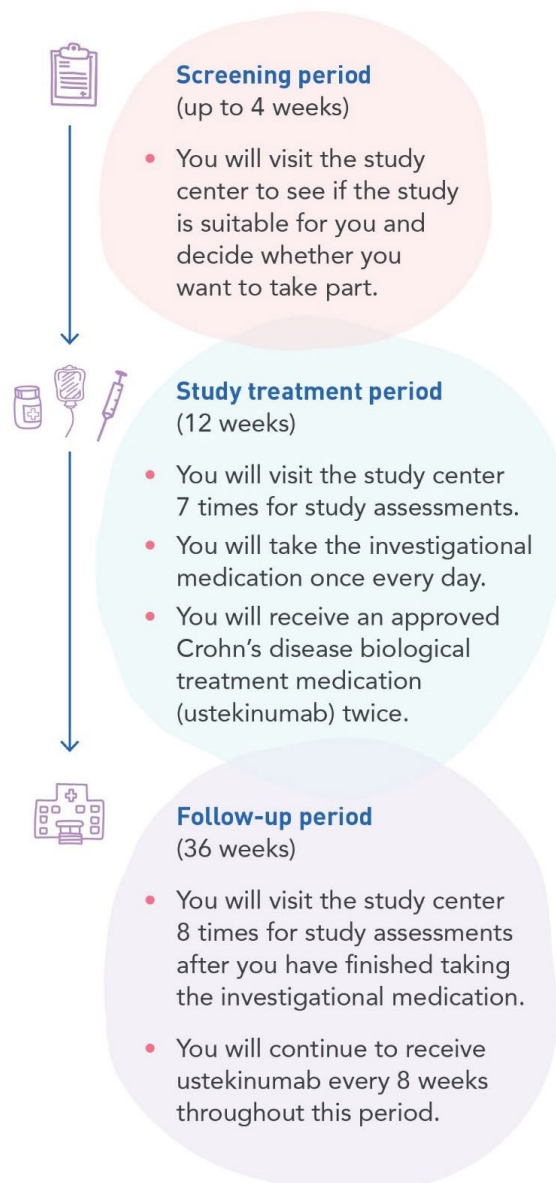 Screening period
(up to 4 weeks)
• You will visit the study
center to see if the study
is suitable for you and
decide whether you
want to take part.
Study treatment period
(12 weeks)
• You will visit the study center
7 times for study assessments.
• You will take the investigational
medication once every day.
• You will receive an approved
Crohn’s disease biological
treatment medication
(ustekinumab) twice.
Follow-up period
(36 weeks)
• You will visit the study center
8 times for study assessments
after you have finished taking
the investigational medication.
• You will continue to receive
ustekinumab every 8 weeks
throughout this period.